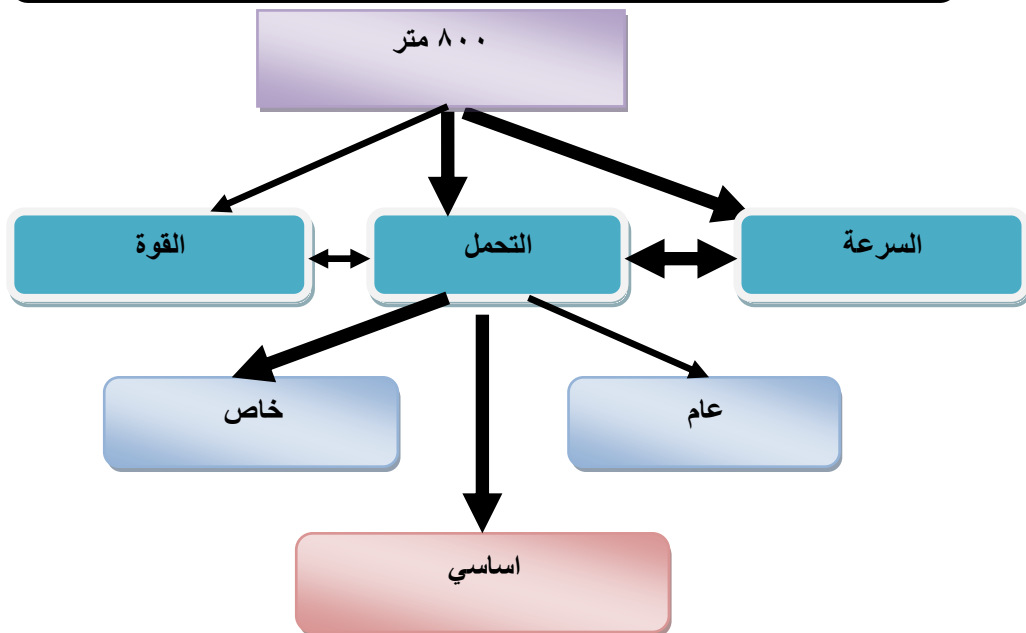 ٨٠٠ متر
السرعة
التحمل
القوة
عام
خاص
اساسي